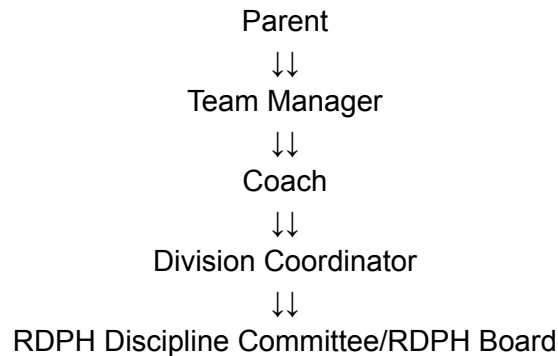 Parent
↓↓
Team Manager
↓↓
Coach
↓↓
Division Coordinator
↓↓
RDPH Discipline Committee/RDPH Board